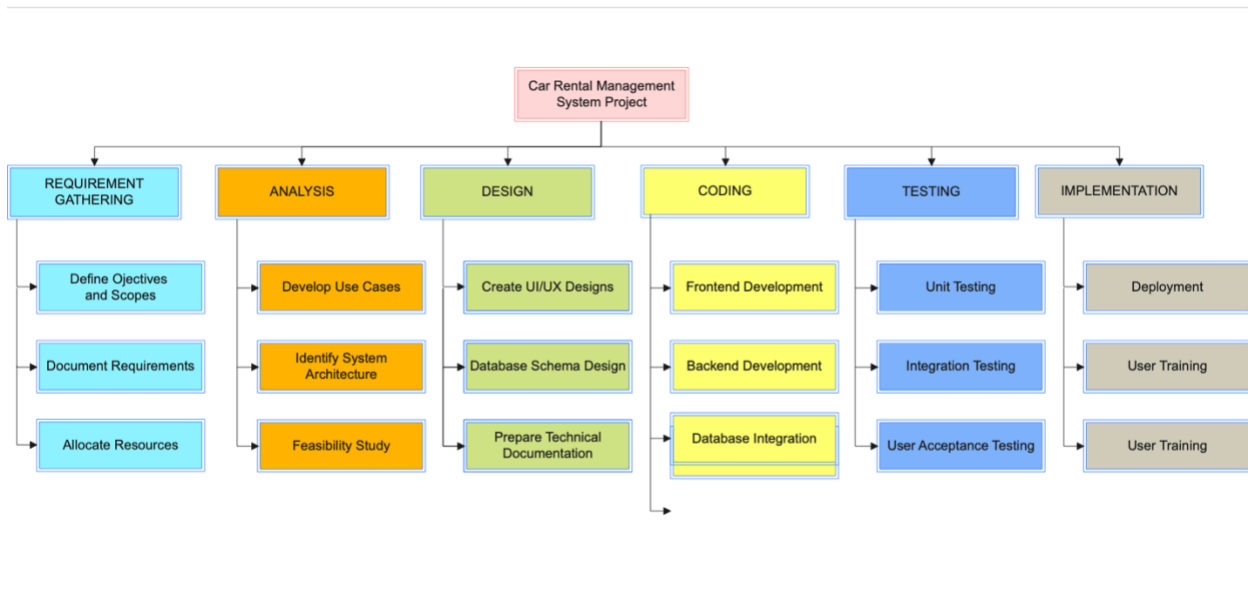 Car Rental Management
System Project
REQUIREMENT
GATHERING
ANALYSIS
DESIGN
CODING
TESTING
IMPLEMENTATION
Define Ojectives
and Scopes
Develop Use Cases
Create UI/UX Designs
Frontend Development
Unit Testing
Deployment
Document Requirements
Identify System
Architecture
Database Schema Design
Backend Development
Integration Testing
User Training
Allocate Resources
Feasibility Study
Prepare Technical
Documentation
Database Integration
User Acceptance Testing
User Training